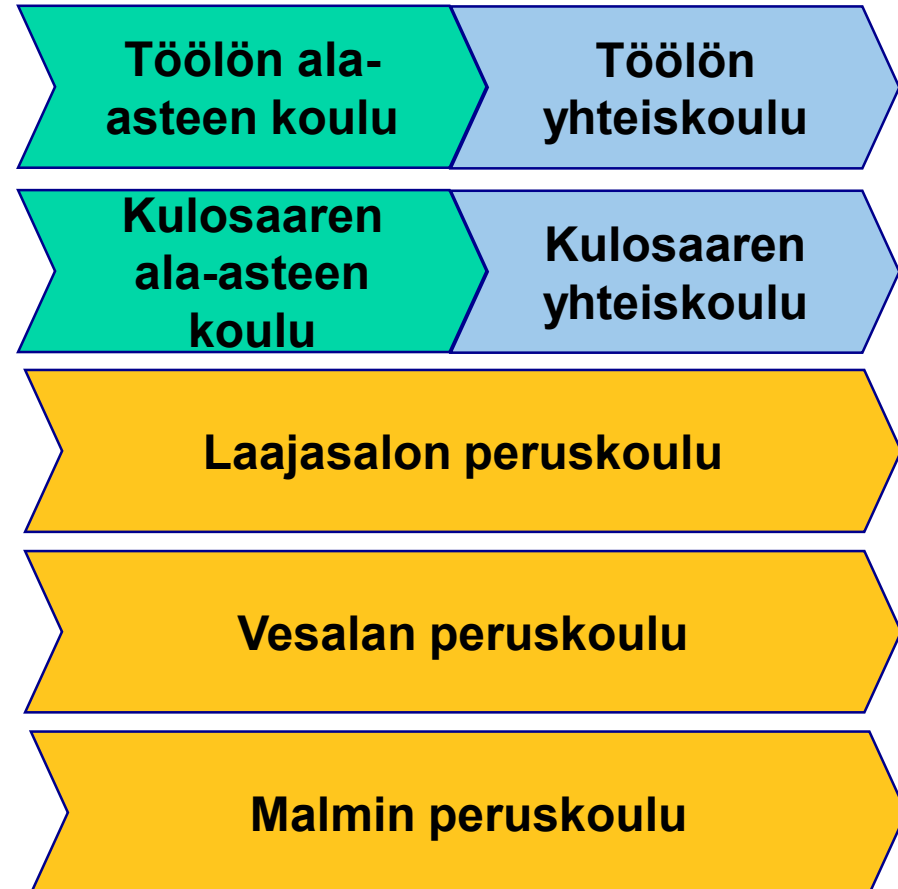 Töölön ala-
asteen koulu
Töölön
yhteiskoulu
Kulosaaren
ala-asteen
koulu
Kulosaaren
yhteiskoulu
Laajasalon peruskoulu
Vesalan peruskoulu
Malmin peruskoulu